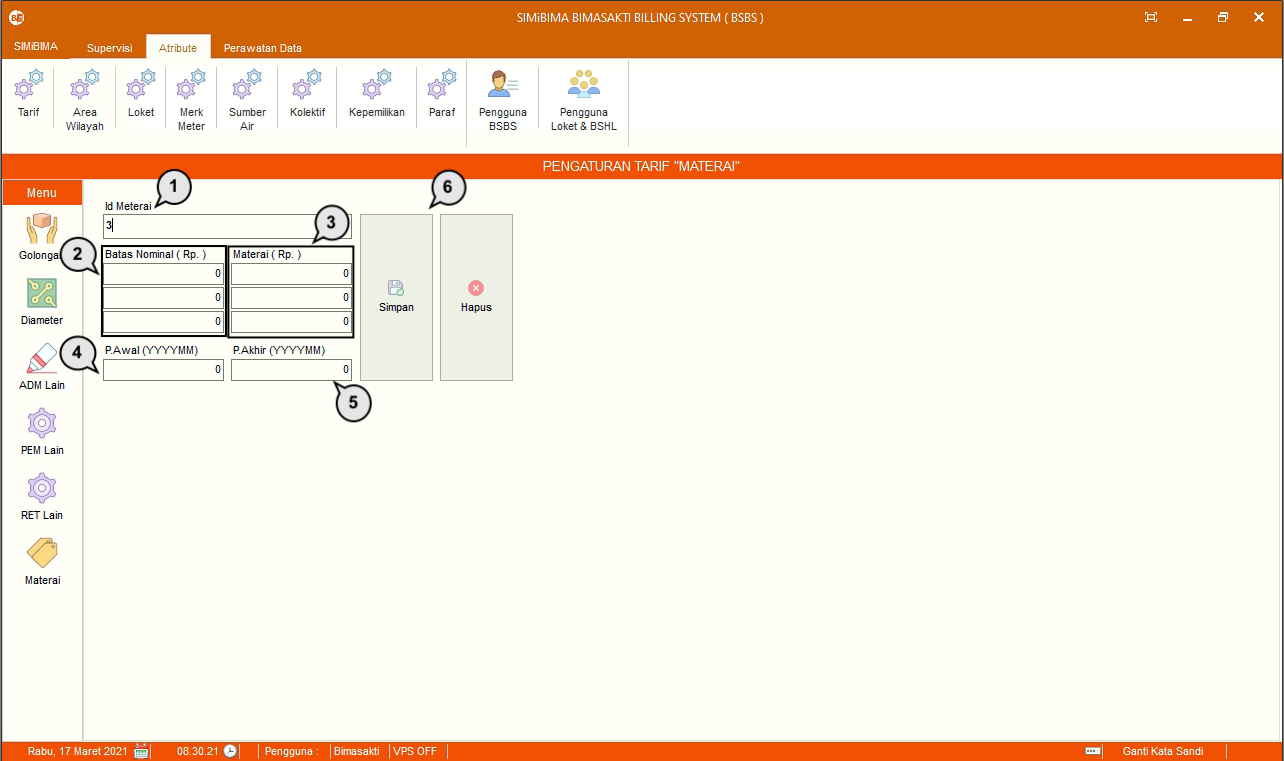 SIMiBIMA BIMASAKTI BILLING SYSTEM ( BSBS )
SIMiBIMA Supervisi Atribute Perawatan Data
Tarif
Area
Wilayah
Loket
Merk
Meter
Sumber
Air
Kolektif
Kepemilikan
Paraf
Pengguna
BSBS
Pengguna
Loket & BSHL
PENGATURAN TARIF "MATERAI"
Menu
Golonga
Diameter
ADM Lain
PEM Lain
RET Lain
Materai
1
Id Meterai
3
3
6
2
Batas Nominal ( Rp. )
0
0
0
Materai ( Rp. )
0
0
0
Simpan
Hapus
4
P.Awal (YYYYMM)
0
P.Akhir (YYYYMM)
0
5
Rabu, 17 Maret 2021 08.30.21 Pengguna : Bimasakti VPS OFF Ganti Kata Sandi